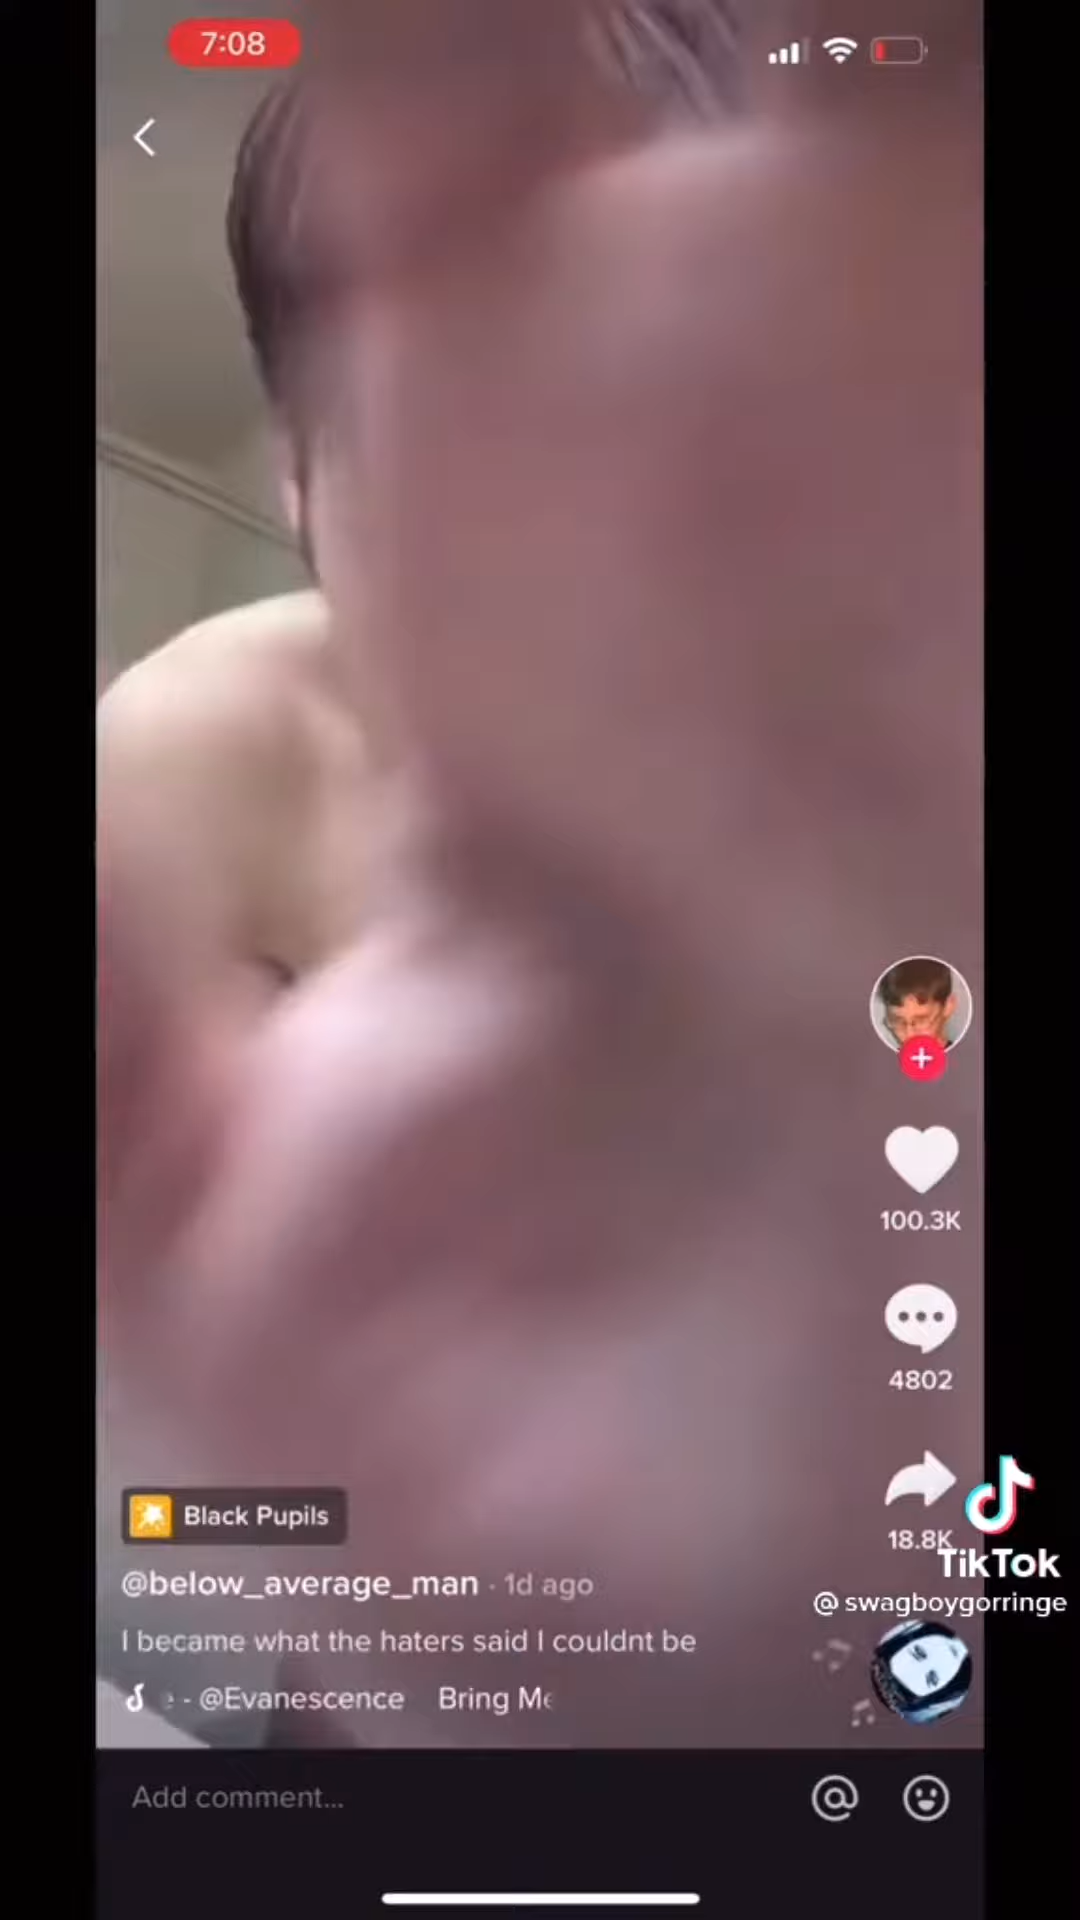 7:08
100.3K
4802
18.8K
TikTok
@swagboygorringe
Black Pupils
@below_average_man · 1d ago
I became what the haters said I couldnt be
- @Evanescence Bring Me
Add comment...